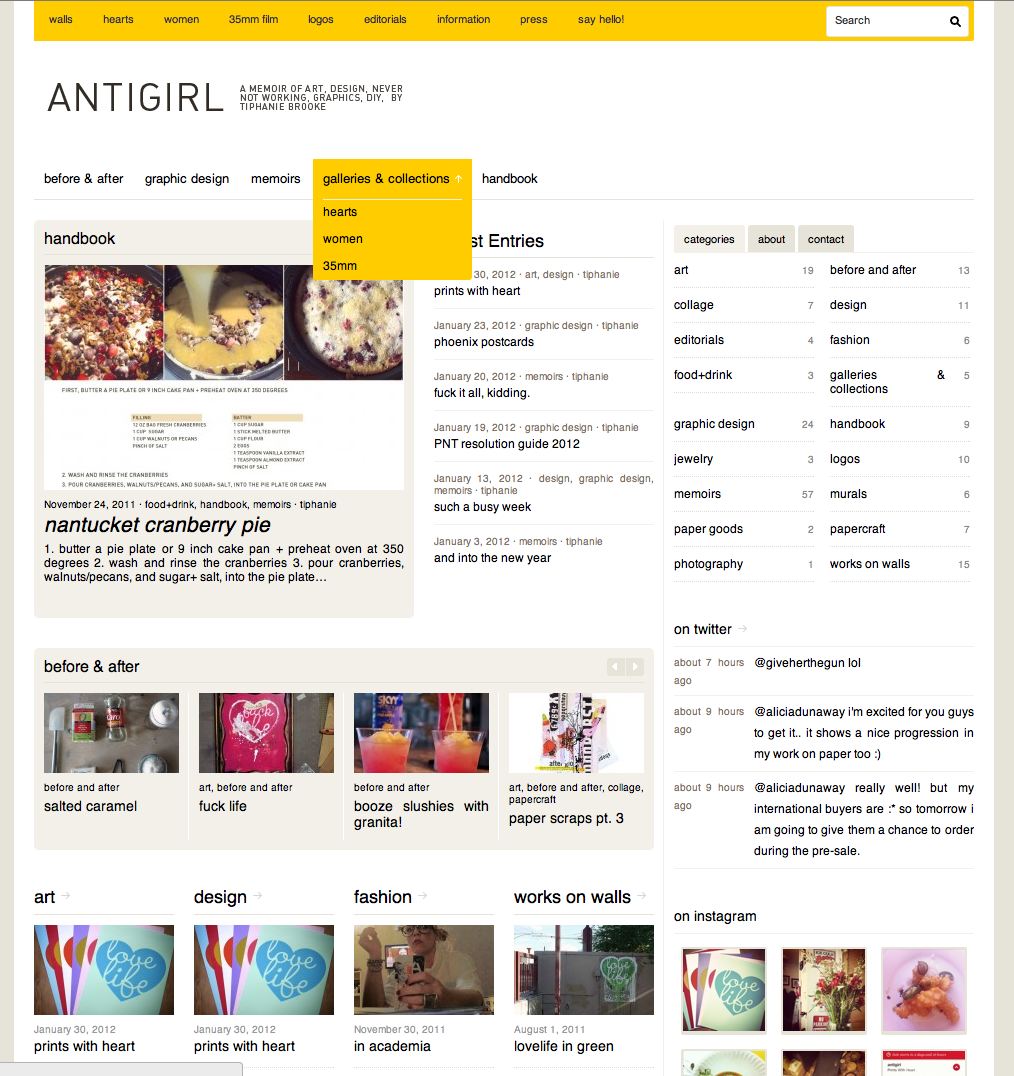 walls hearts women 35mm film logos editorials information press say hello!
Search
ANTIGIRL
A MEMOIR OF ART, DESIGN, NEVER
NOT WORKING, GRAPHICS, DIY, BY
TIPHANIE BROOKE
before & after graphic design memoirs galleries & collections ↑ handbook
hearts
women
35mm
handbook
FIRST, BUTTER A PIE PLATE OR 9 INCH CAKE PAN + PREHEAT OVEN AT 350 DEGREES
FILLING
12 OZ BAG FRESH CRANBERRIES
1 CUP SUGAR
1 CUP WALNUTS OR PECANS
PINCH OF SALT
BATTER
1 CUP SUGAR
1 STICK MELTED BUTTER
1 CUP FLOUR
2 EGGS
1 TEASPOON VANILLA EXTRACT
1 TEASPOON ALMOND EXTRACT
PINCH OF SALT
2. WASH AND RINSE THE CRANBERRIES
3. POUR CRANBERRIES, WALNUTS/PECANS, AND SUGAR+ SALT, INTO THE PIE PLATE OR CAKE PAN
November 24, 2011 · food+drink, handbook, memoirs · tiphanie
nantucket cranberry pie
1. butter a pie plate or 9 inch cake pan + preheat oven at 350
degrees 2. wash and rinse the cranberries 3. pour cranberries,
walnuts/pecans, and sugar+ salt, into the pie plate…
st Entries
30, 2012 · art, design · tiphanie
prints with heart
January 23, 2012 · graphic design · tiphanie
phoenix postcards
January 20, 2012 · memoirs · tiphanie
fuck it all, kidding.
January 19, 2012 · graphic design · tiphanie
PNT resolution guide 2012
January 13, 2012 · design, graphic design,
memoirs · tiphanie
such a busy week
January 3, 2012 · memoirs · tiphanie
and into the new year
categories about contact
art 19 before and after 13
collage 7 design 11
editorials 4 fashion 6
food+drink 3 galleries & 5
collections
graphic design 24 handbook 9
jewelry 3 logos 10
memoirs 57 murals 6
paper goods 2 papercraft 7
photography 1 works on walls 15
on twitter →
about 7 hours
ago
@giveherthegun lol
about 9 hours
ago
@aliciadunaway i'm excited for you guys
to get it.. it shows a nice progression in
my work on paper too :)
about 9 hours
ago
@aliciadunaway really well! but my
international buyers are :* so tomorrow i
am going to give them a chance to order
during the pre-sale.
on instagram
before & after
before and after
salted caramel
fuck
life
art, before and after
fuck life
SKYY
before and after
booze slushies with
granita!
art, before and after, collage,
papercraft
paper scraps pt. 3
art →
love
life
January 30, 2012
prints with heart
design →
love
life
January 30, 2012
prints with heart
fashion →
November 30, 2011
in academia
works on walls →
love
life
August 1, 2011
lovelife in green
love
life
antigirl